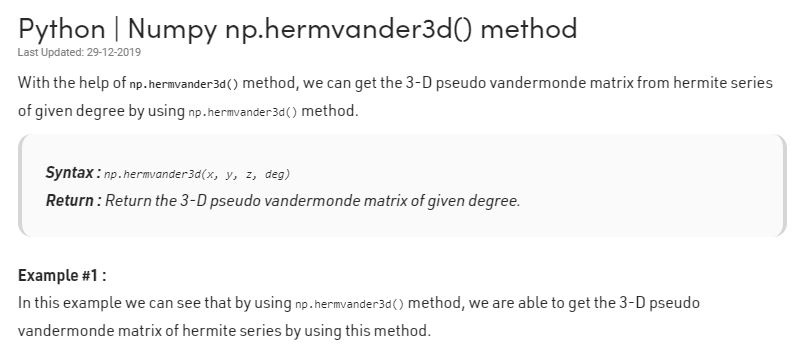 Python | Numpy np.hermvander3d() method
Last Updated: 29-12-2019
With the help of np.hermvander3d() method, we can get the 3-D pseudo vandermonde matrix from hermite series
of given degree by using np.hermvander3d() method.
Syntax : np.hermvander3d(x, y, z, deg)
Return : Return the 3-D pseudo vandermonde matrix of given degree.
Example #1 :
In this example we can see that by using np.hermvander3d() method, we are able to get the 3-D pseudo
vandermonde matrix of hermite series by using this method.